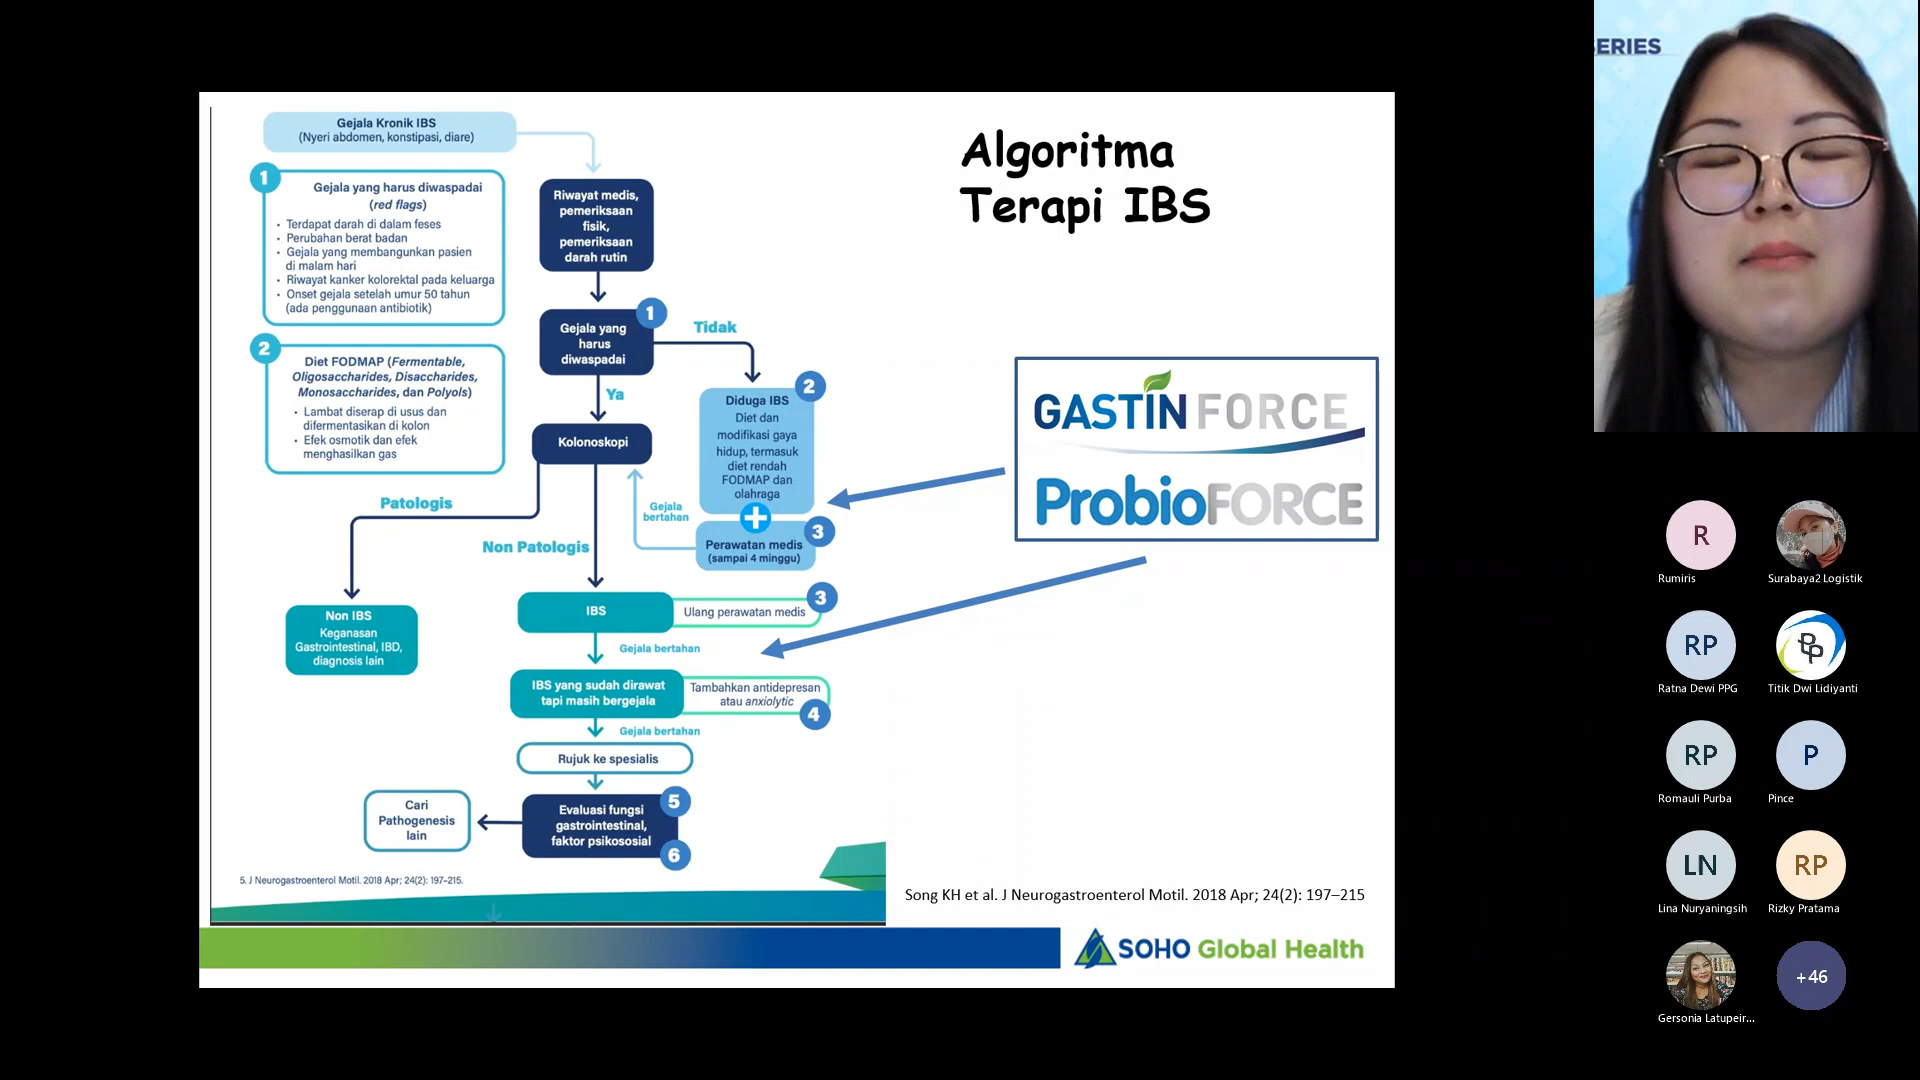 Gejala Kronik IBS
(Nyeri abdomen, konstipasi, diare)
1
Gejala yang harus diwaspadai
(red flags)
• Terdapat darah di dalam feses
• Perubahan berat badan
• Gejala yang membangunkan pasien
di malam hari
• Riwayat kanker kolorektal pada keluarga
• Onset gejala setelah umur 50 tahun
(ada penggunaan antibiotik)
2
Diet FODMAP (Fermentable,
Oligosaccharides, Disaccharides,
Monosaccharides, dan Polyols)
• Lambat diserap di usus dan
difermentasikan di kolon
• Efek osmotik dan efek
menghasilkan gas
Riwayat medis,
pemeriksaan
fisik,
pemeriksaan
darah rutin
1
Gejala yang
harus
diwaspadai
Tidak
Ya
2
Diduga IBS
Diet dan
modifikasi gaya
hidup, termasuk
diet rendah
FODMAP dan
olahraga
+
3
Perawatan medis
(sampai 4 minggu)
Gejala
bertahan
Kolonoskopi
Patologis
Non Patologis
Non IBS
Keganasan
Gastrointestinal, IBD,
diagnosis lain
IBS
Ulang perawatan medis
3
Gejala bertahan
IBS yang sudah dirawat
tapi masih bergejala
Tambahkan antidepresan
atau anxiolytic
4
Gejala bertahan
Rujuk ke spesialis
Evaluasi fungsi
gastrointestinal,
faktor psikososial
5
6
Cari
Pathogenesis
lain
5. J Neurogastroenterol Motil. 2018 Apr; 24(2): 197–215.
Algoritma
Terapi IBS
GASTIN FORCE
ProbioFORCE
Song KH et al. J Neurogastroenterol Motil. 2018 Apr; 24(2): 197–215
SOHO Global Health
ERIES
R
Rumiris
Surabaya2 Logistik
RP
Ratna Dewi PPG
Titik Dwi Lidiyanti
RP
Romauli Purba
P
Pince
LN
Lina Nuryaningsih
RP
Rizky Pratama
Gersonia Latupeir...
+46